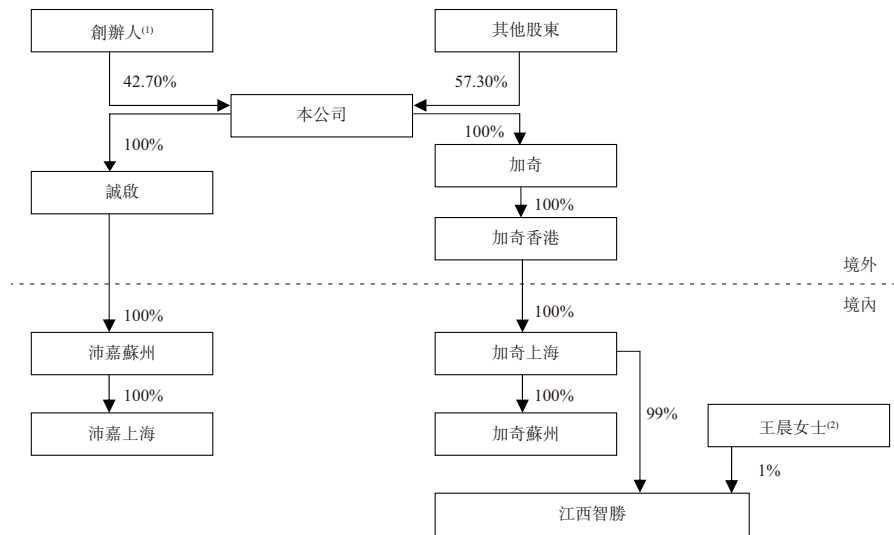 創辦人(1)
其他股東
42.70%
57.30%
本公司
100%
100%
加奇
誠啟
100%
加奇香港
境外
境內
100%
100%
沛嘉蘇州
加奇上海
100%
100%
99%
沛嘉上海
加奇蘇州
王晨女士(2)
1%
江西智勝